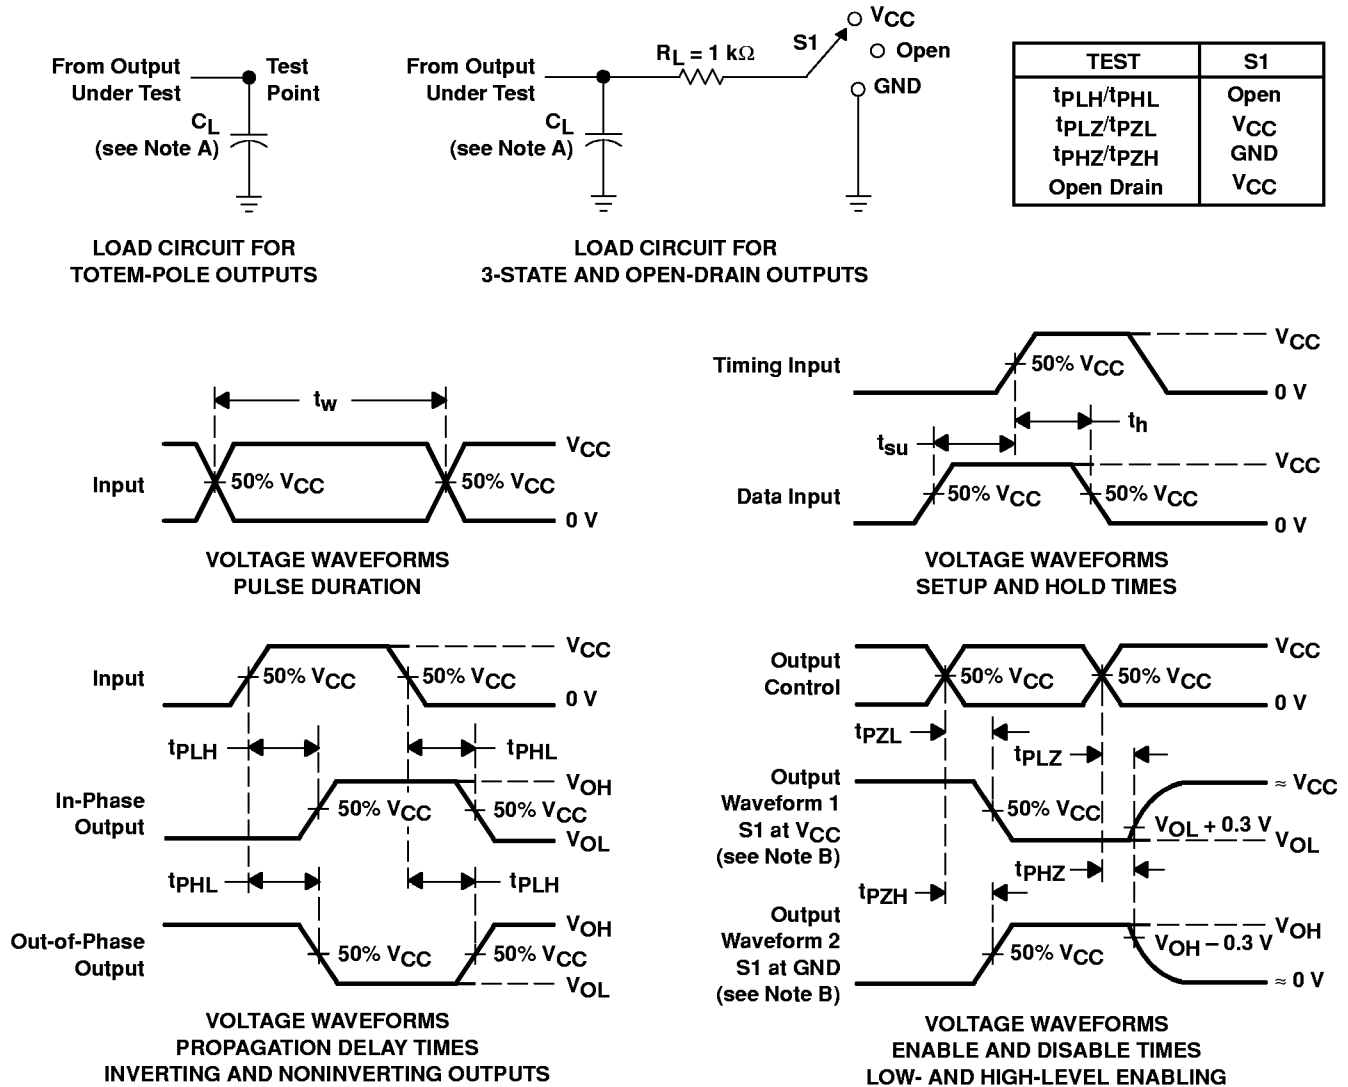 From Output
Under Test
Test
Point
CL
(see Note A)
LOAD CIRCUIT FOR
TOTEM-POLE OUTPUTS
From Output
Under Test
CL
(see Note A)
RL = 1 kΩ
S1
VCC
Open
GND
LOAD CIRCUIT FOR
3-STATE AND OPEN-DRAIN OUTPUTS
TEST S1
tPLH/tPHL Open
tPLZ/tPZL VCC
tPHZ/tPZH GND
Open Drain VCC
tw
Input
50% VCC
50% VCC
VCC
0 V
VOLTAGE WAVEFORMS
PULSE DURATION
Timing Input
50% VCC
VCC
0 V
th
tsu
Data Input
50% VCC
50% VCC
VCC
0 V
VOLTAGE WAVEFORMS
SETUP AND HOLD TIMES
Input
50% VCC
50% VCC
VCC
0 V
tPLH
tPHL
In-Phase
Output
50% VCC
50% VCC
VOH
VOL
tPHL
tPLH
Out-of-Phase
Output
50% VCC
50% VCC
VOH
VOL
VOLTAGE WAVEFORMS
PROPAGATION DELAY TIMES
INVERTING AND NONINVERTING OUTPUTS
Output
Control
50% VCC
50% VCC
VCC
0 V
tPZL
tPLZ
Output
Waveform 1
S1 at VCC
(see Note B)
50% VCC
≈ VCC
VOL + 0.3 V
VOL
tPHZ
tPZH
Output
Waveform 2
S1 at GND
(see Note B)
50% VCC
VOH
VOH − 0.3 V
≈ 0 V
VOLTAGE WAVEFORMS
ENABLE AND DISABLE TIMES
LOW- AND HIGH-LEVEL ENABLING